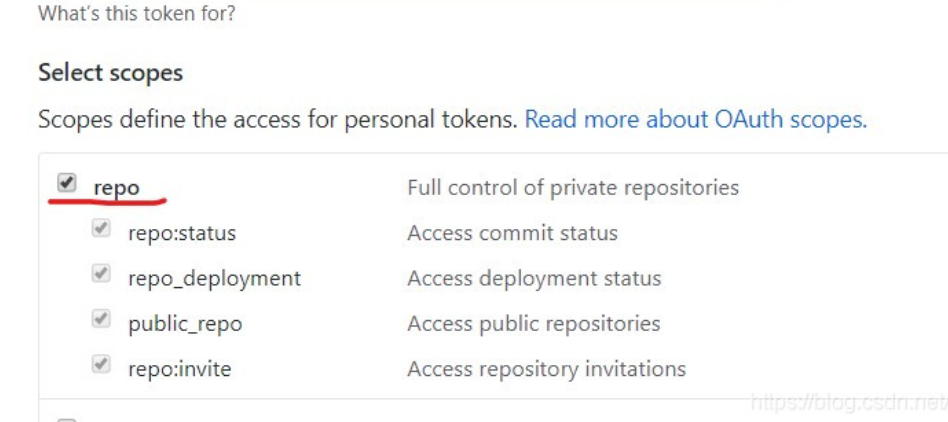 What's this token for?
Select scopes
Scopes define the access for personal tokens. Read more about OAuth scopes.
repo Full control of private repositories
repo:status Access commit status
repo_deployment Access deployment status
public_repo Access public repositories
repo:invite Access repository invitations
https://blog.csdn.net/